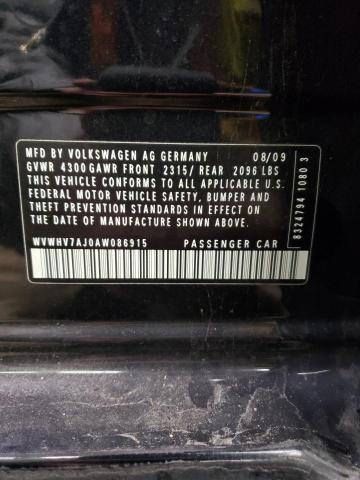 MFD BY VOLKSWAGEN AG GERMANY 08/09
GVWR 4300 GAWR FRONT 2315/ REAR 2096 LBS
THIS VEHICLE CONFORMS TO ALL APPLICABLE U.S.
FEDERAL MOTOR VEHICLE SAFETY, BUMPER AND
THEFT PREVENTION STANDARDS IN EFFECT ON THE
DATE OF MANUFACTURE SHOWN ABOVE.
WVWHV7AJ0AW086915 PASSENGER CAR
8324794 1080 3